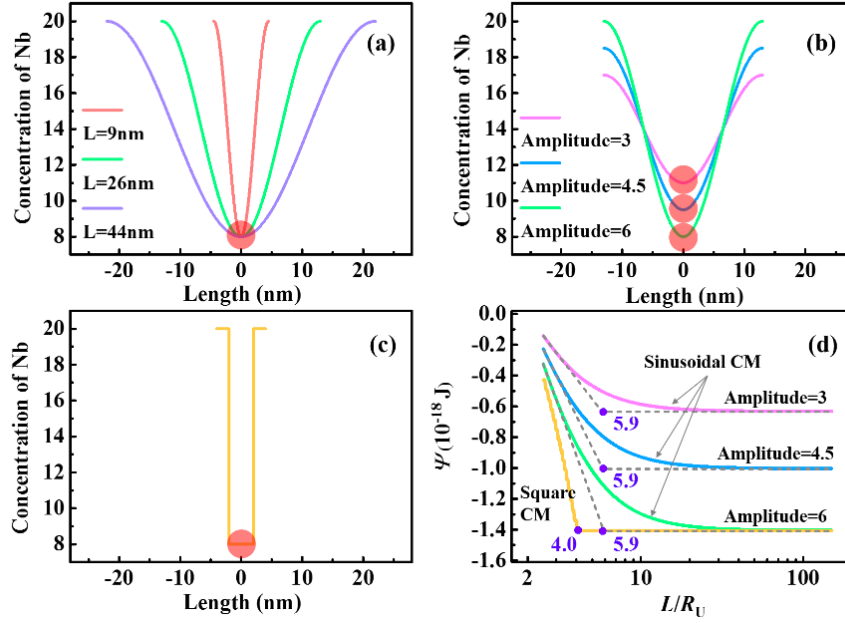 (a)
Concentration of Nb
20
18
16
14
12
10
8
L=9nm
L=26nm
L=44nm
-20 -10 0 10 20
Length (nm)
(b)
Concentration of Nb
20
18
16
14
12
10
8
Amplitude=3
Amplitude=4.5
Amplitude=6
-20 -10 0 10 20
Length (nm)
(c)
Concentration of Nb
20
18
16
14
12
10
8
-20 -10 0 10 20
Length (nm)
(d)
Ψ (10⁻¹⁸ J)
0.0
-0.2
-0.4
-0.6
-0.8
-1.0
-1.2
-1.4
-1.6
Sinusoidal CM
Amplitude=3
5.9
Amplitude=4.5
5.9
Square
CM
Amplitude=6
4.0 5.9
2 10 100
L/R_U